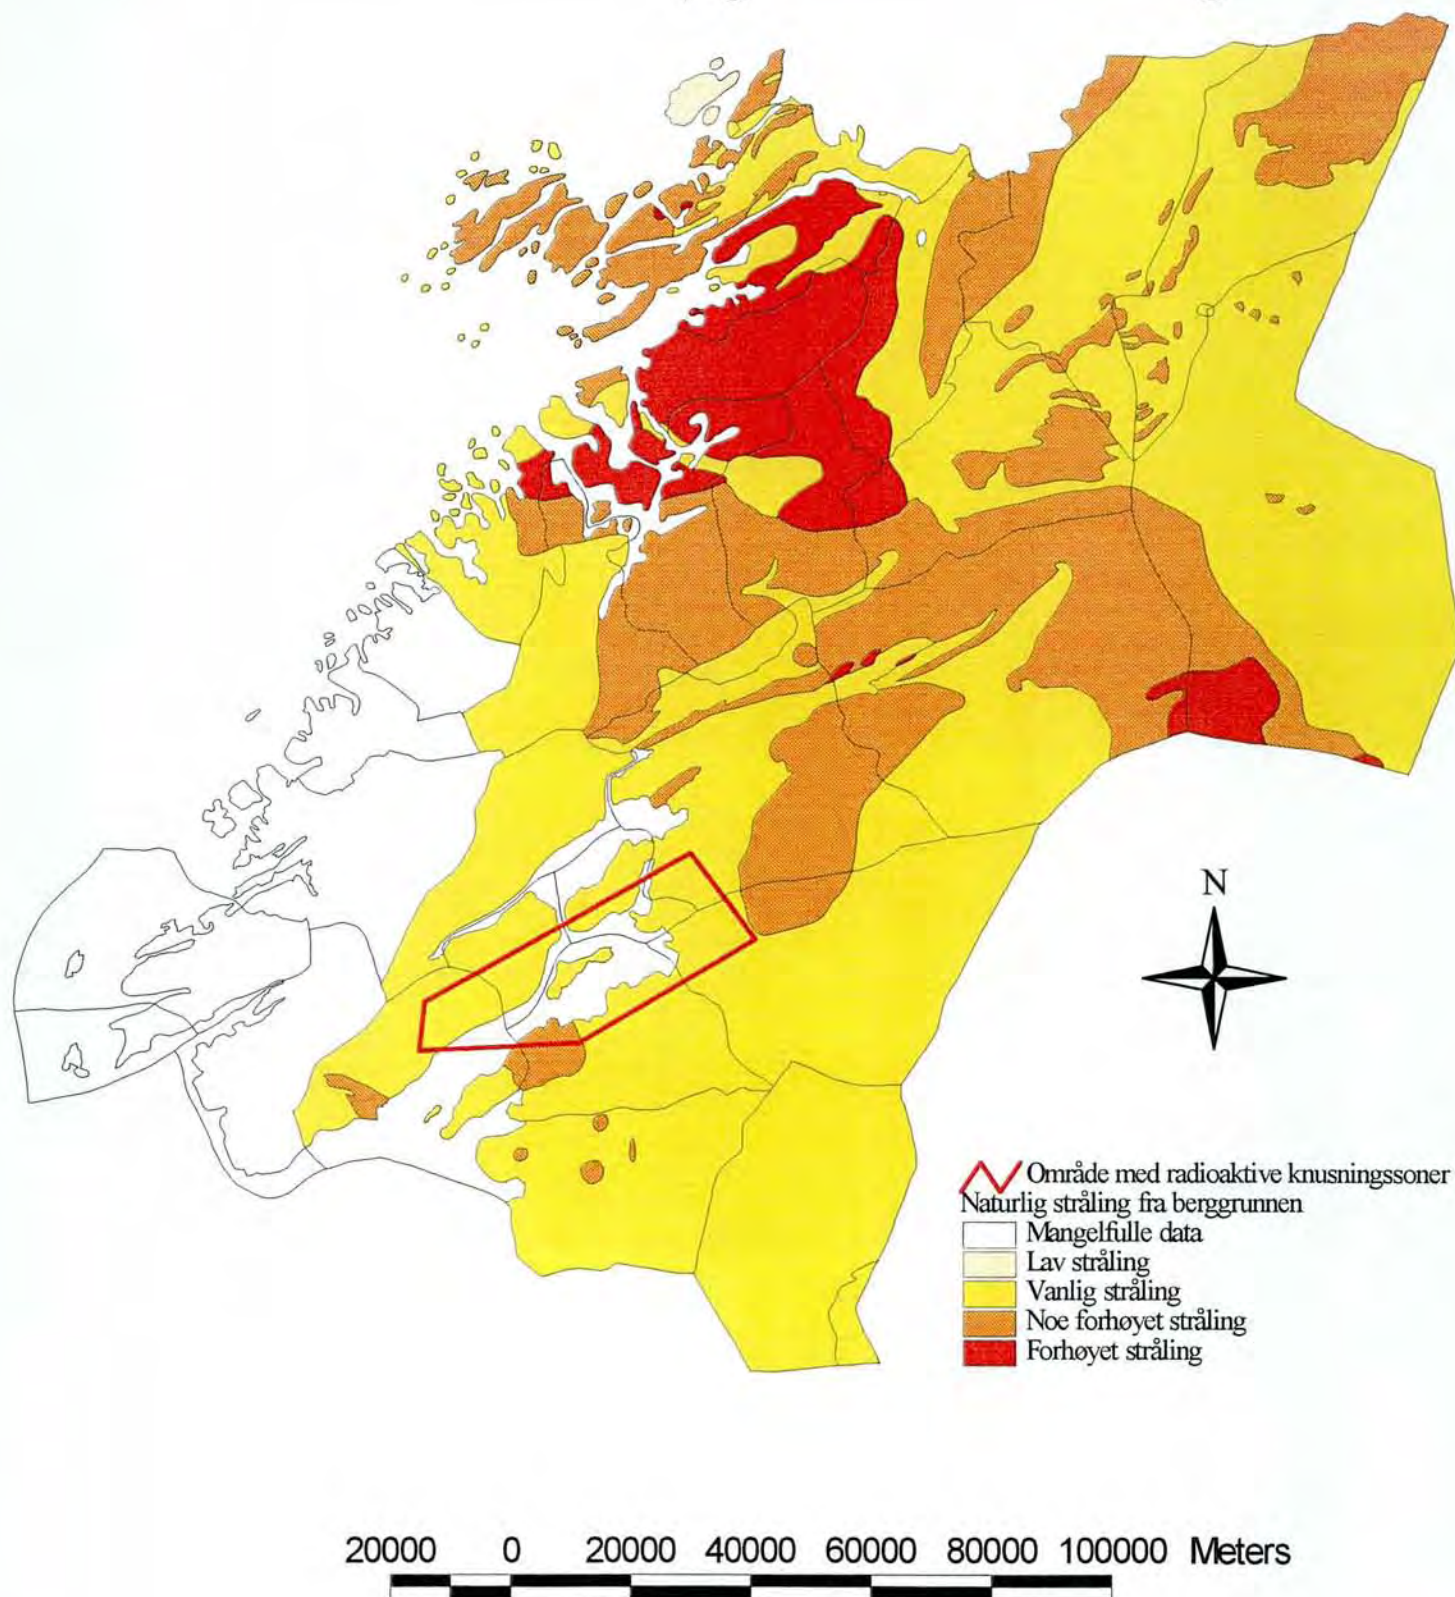 N
Område med radioaktive knusningssoner
Naturlig stråling fra berggrunnen
Mangelfulle data
Lav stråling
Vanlig stråling
Noe forhøyet stråling
Forhøyet stråling
20000 0 20000 40000 60000 80000 100000 Meters